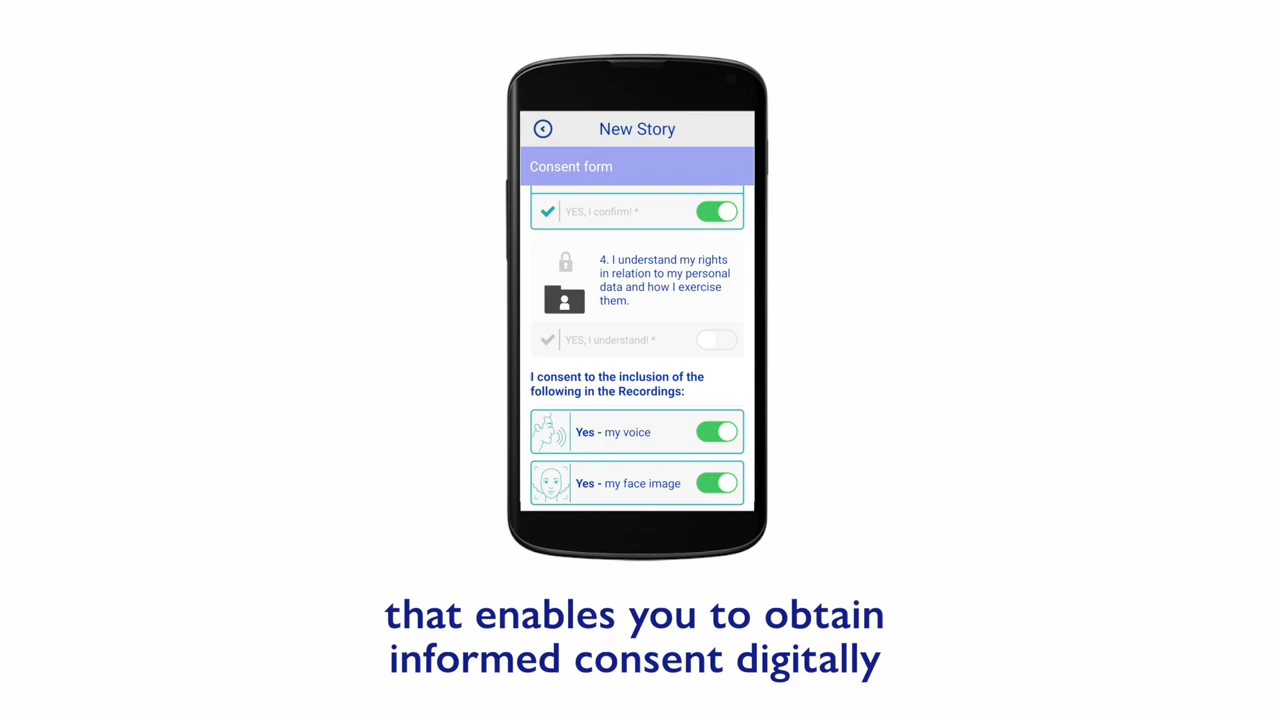 New Story
Consent form
YES, I confirm! *
4. I understand my rights
in relation to my personal
data and how I exercise
them.
YES, I understand! *
I consent to the inclusion of the
following in the Recordings:
Yes - my voice
Yes - my face image
that enables you to obtain
informed consent digitally